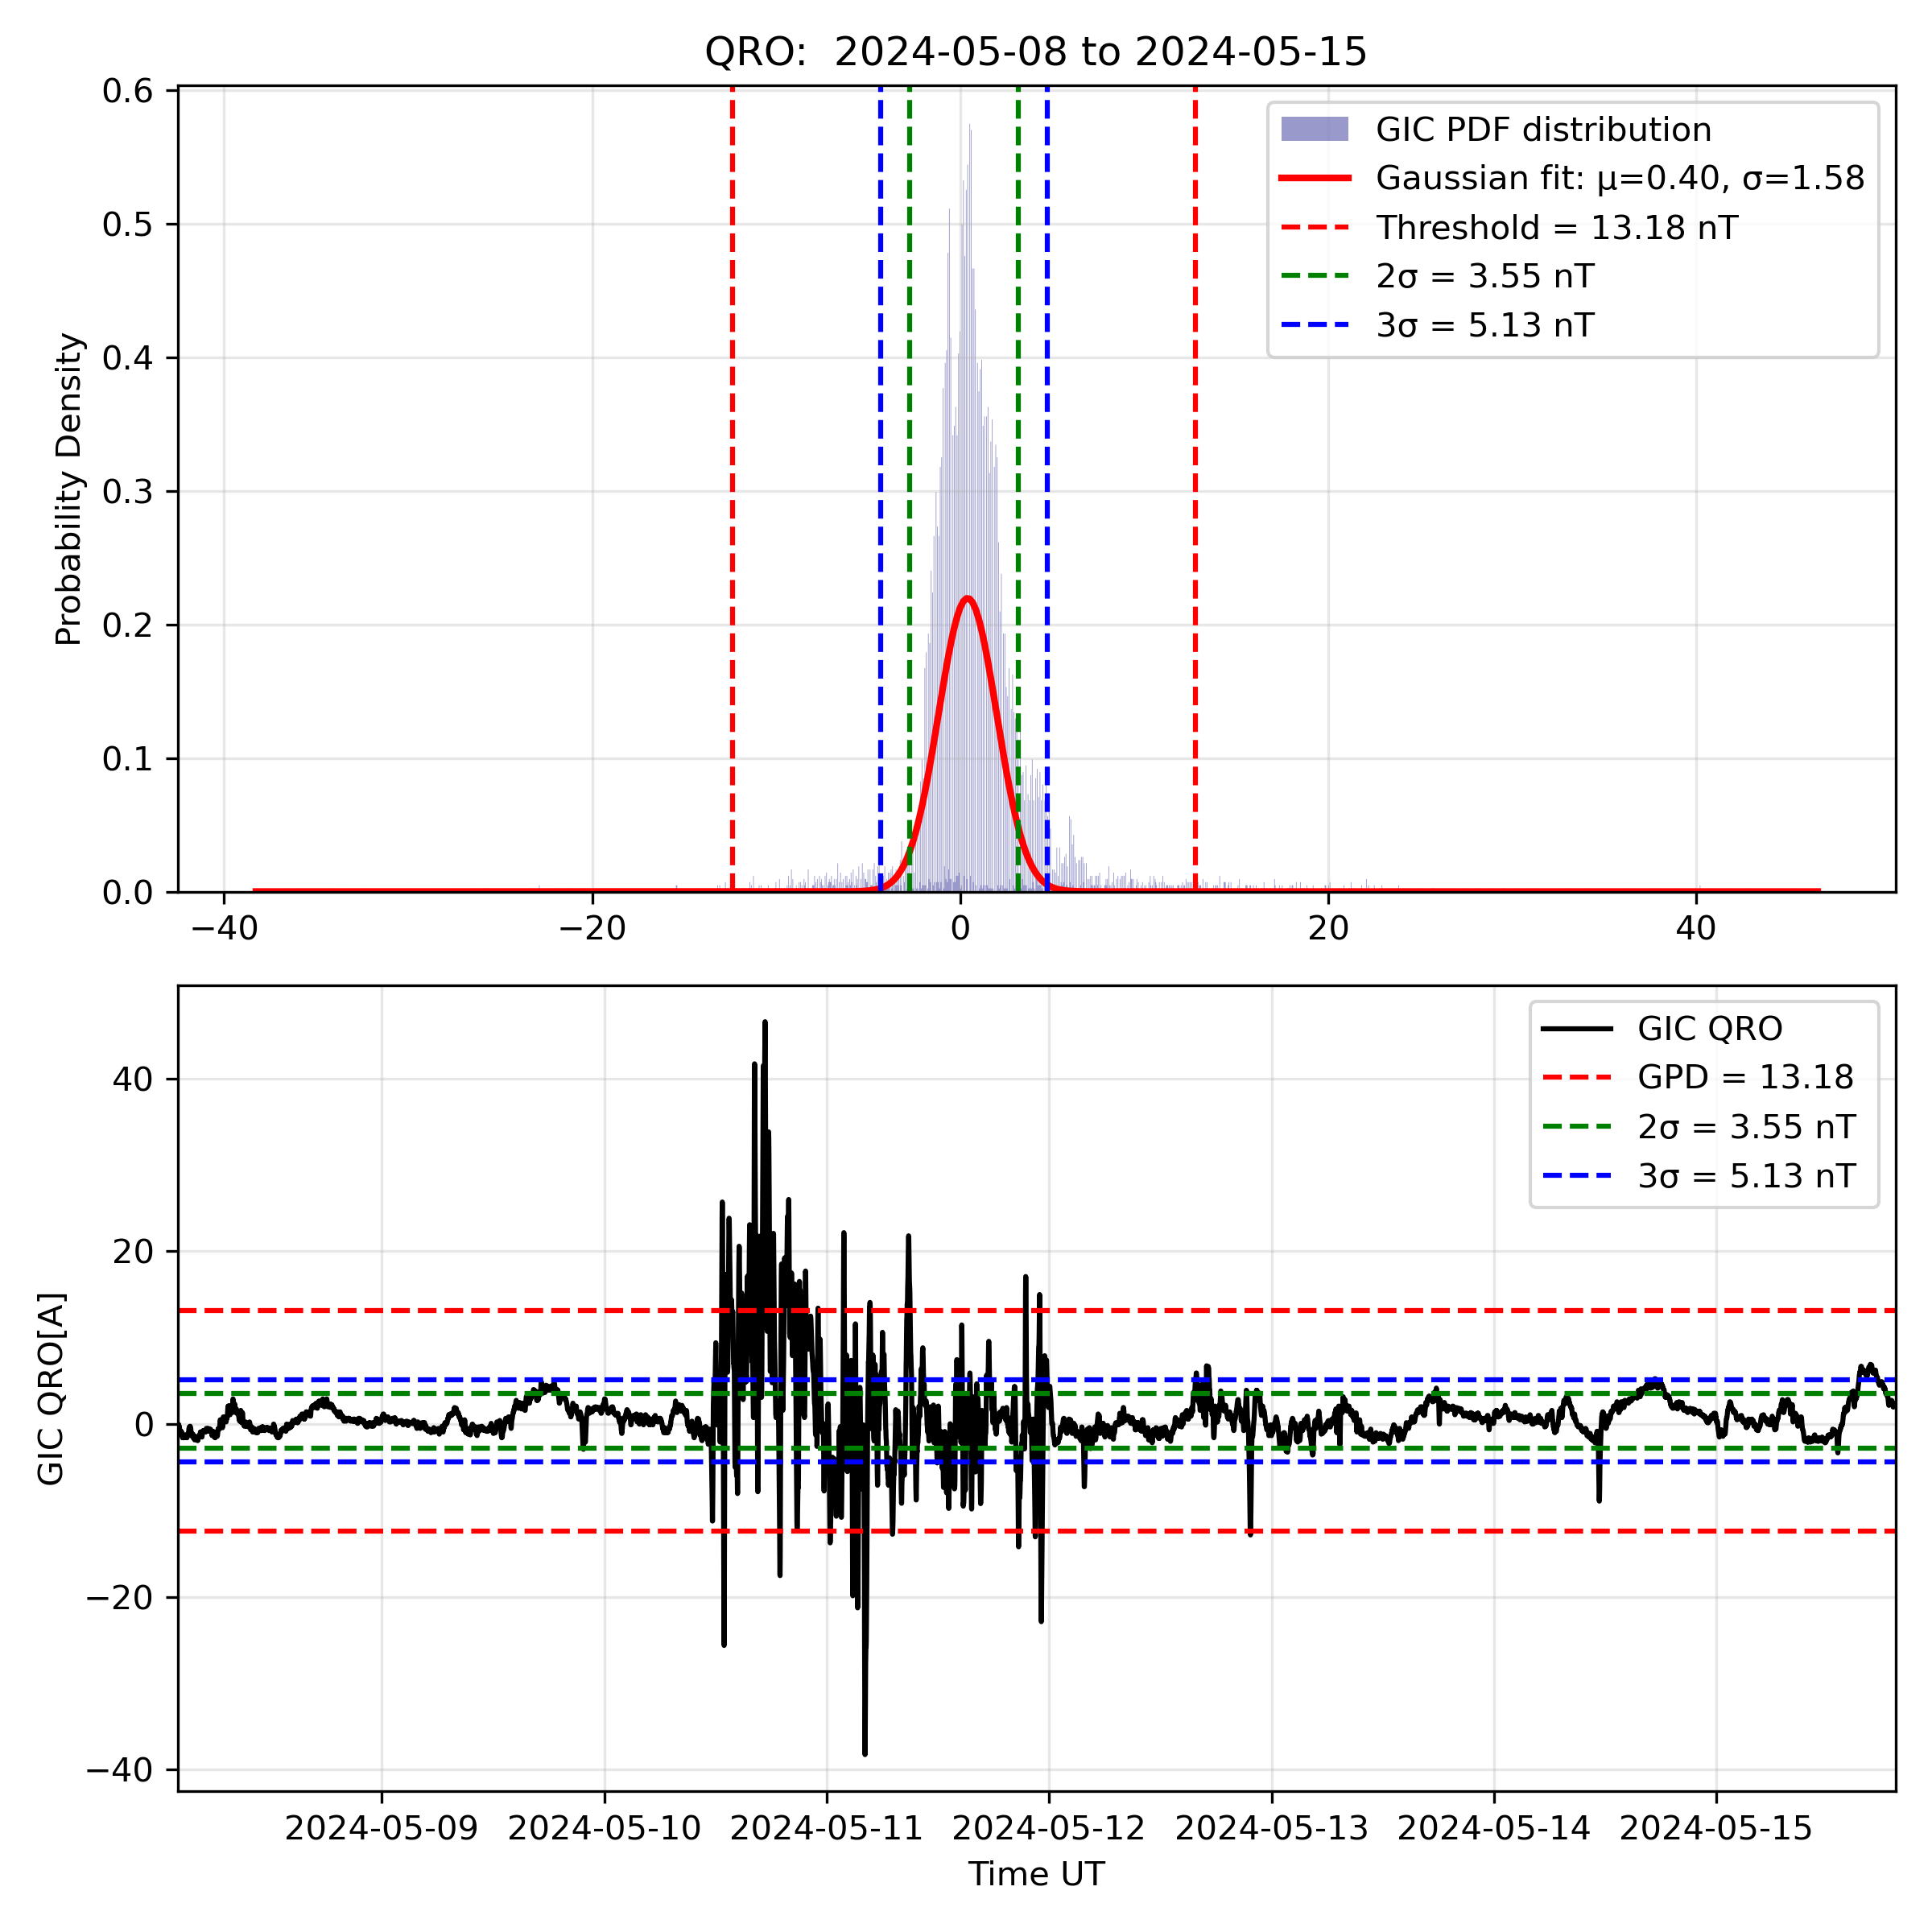 QRO:  2024-05-08 to 2024-05-15
0.6
0.5
0.4
0.3
0.2
0.1
0.0
Probability Density
GIC PDF distribution
Gaussian fit: μ=0.40, σ=1.58
Threshold = 13.18 nT
2σ = 3.55 nT
3σ = 5.13 nT
−40
−20
0
20
40
40
20
0
−20
−40
GIC QRO[A]
GIC QRO
GPD = 13.18
2σ = 3.55 nT
3σ = 5.13 nT
2024-05-09
2024-05-10
2024-05-11
2024-05-12
2024-05-13
2024-05-14
2024-05-15
Time UT